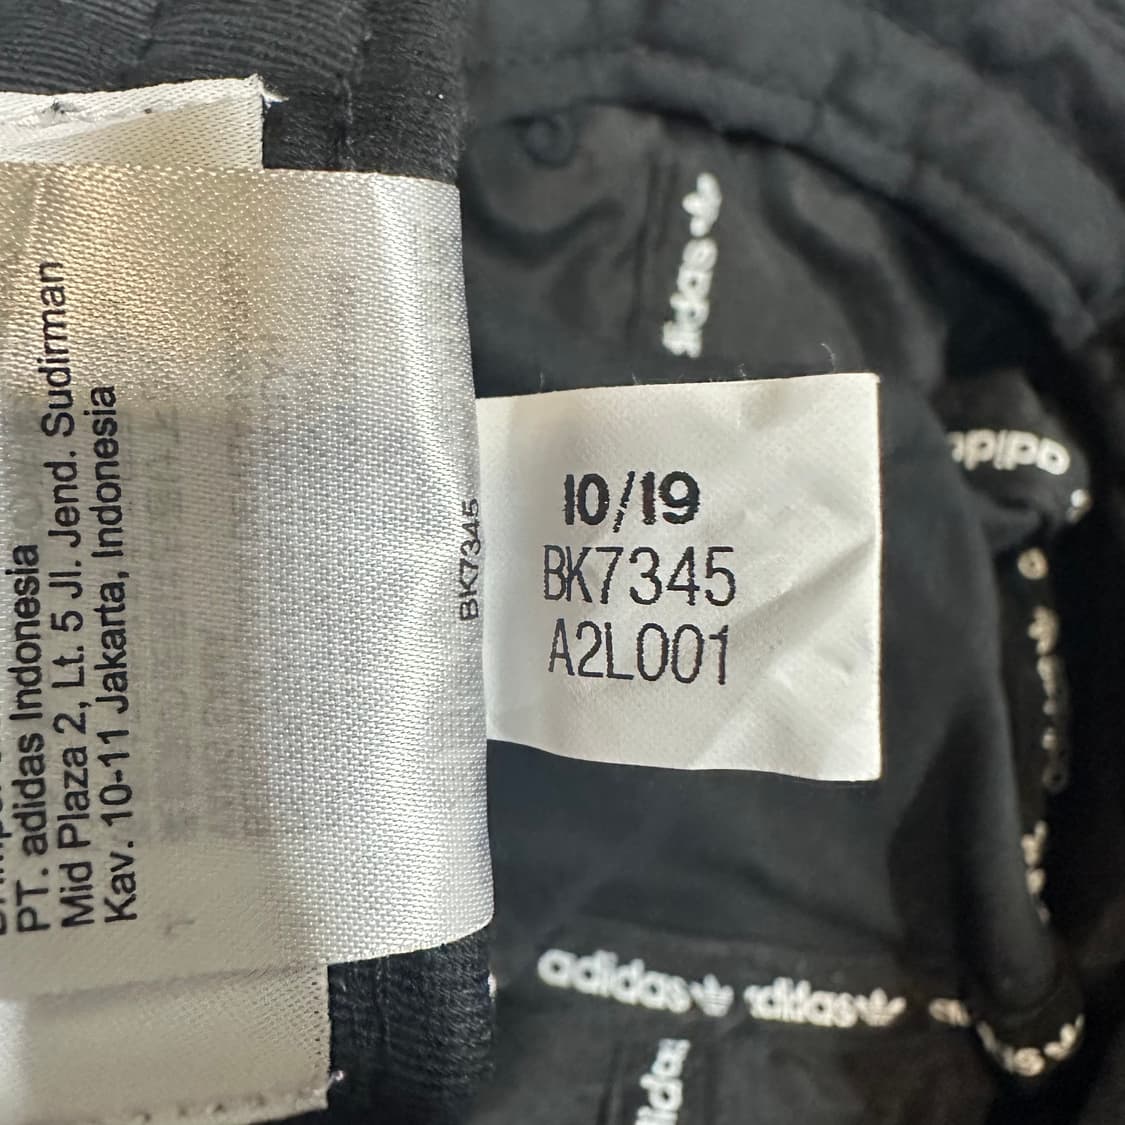 PT. adidas Indonesia
Mid Plaza 2, Lt. 5 Jl. Jend. Sudirman
Kav. 10-11 Jakarta, Indonesia
BK7345
10/19
BK7345
A2L001
adidas
adidas
adidas adidas